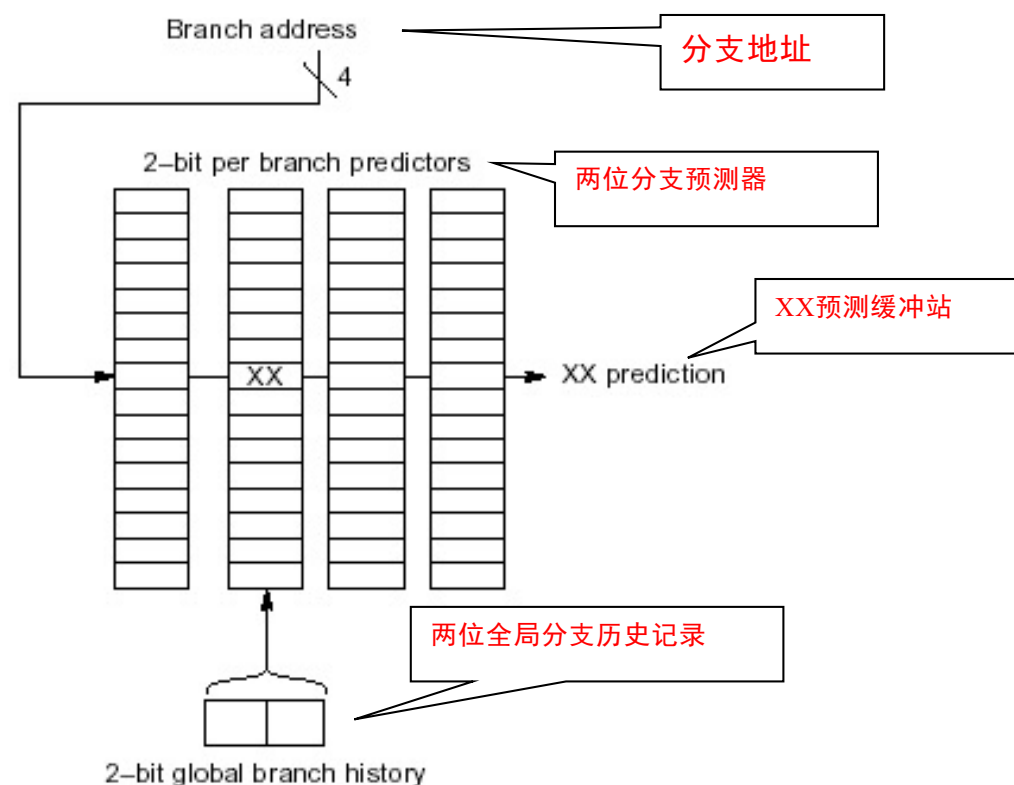 Branch address
分支地址
4
2–bit per branch predictors
两位分支预测器
XX预测缓冲站
XX
XX prediction
两位全局分支历史记录
2–bit global branch history